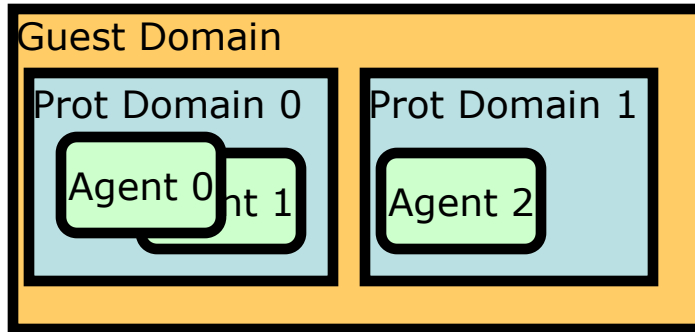 Guest Domain
Prot Domain 0
Prot Domain 1
Agent 0
nt 1
Agent 2